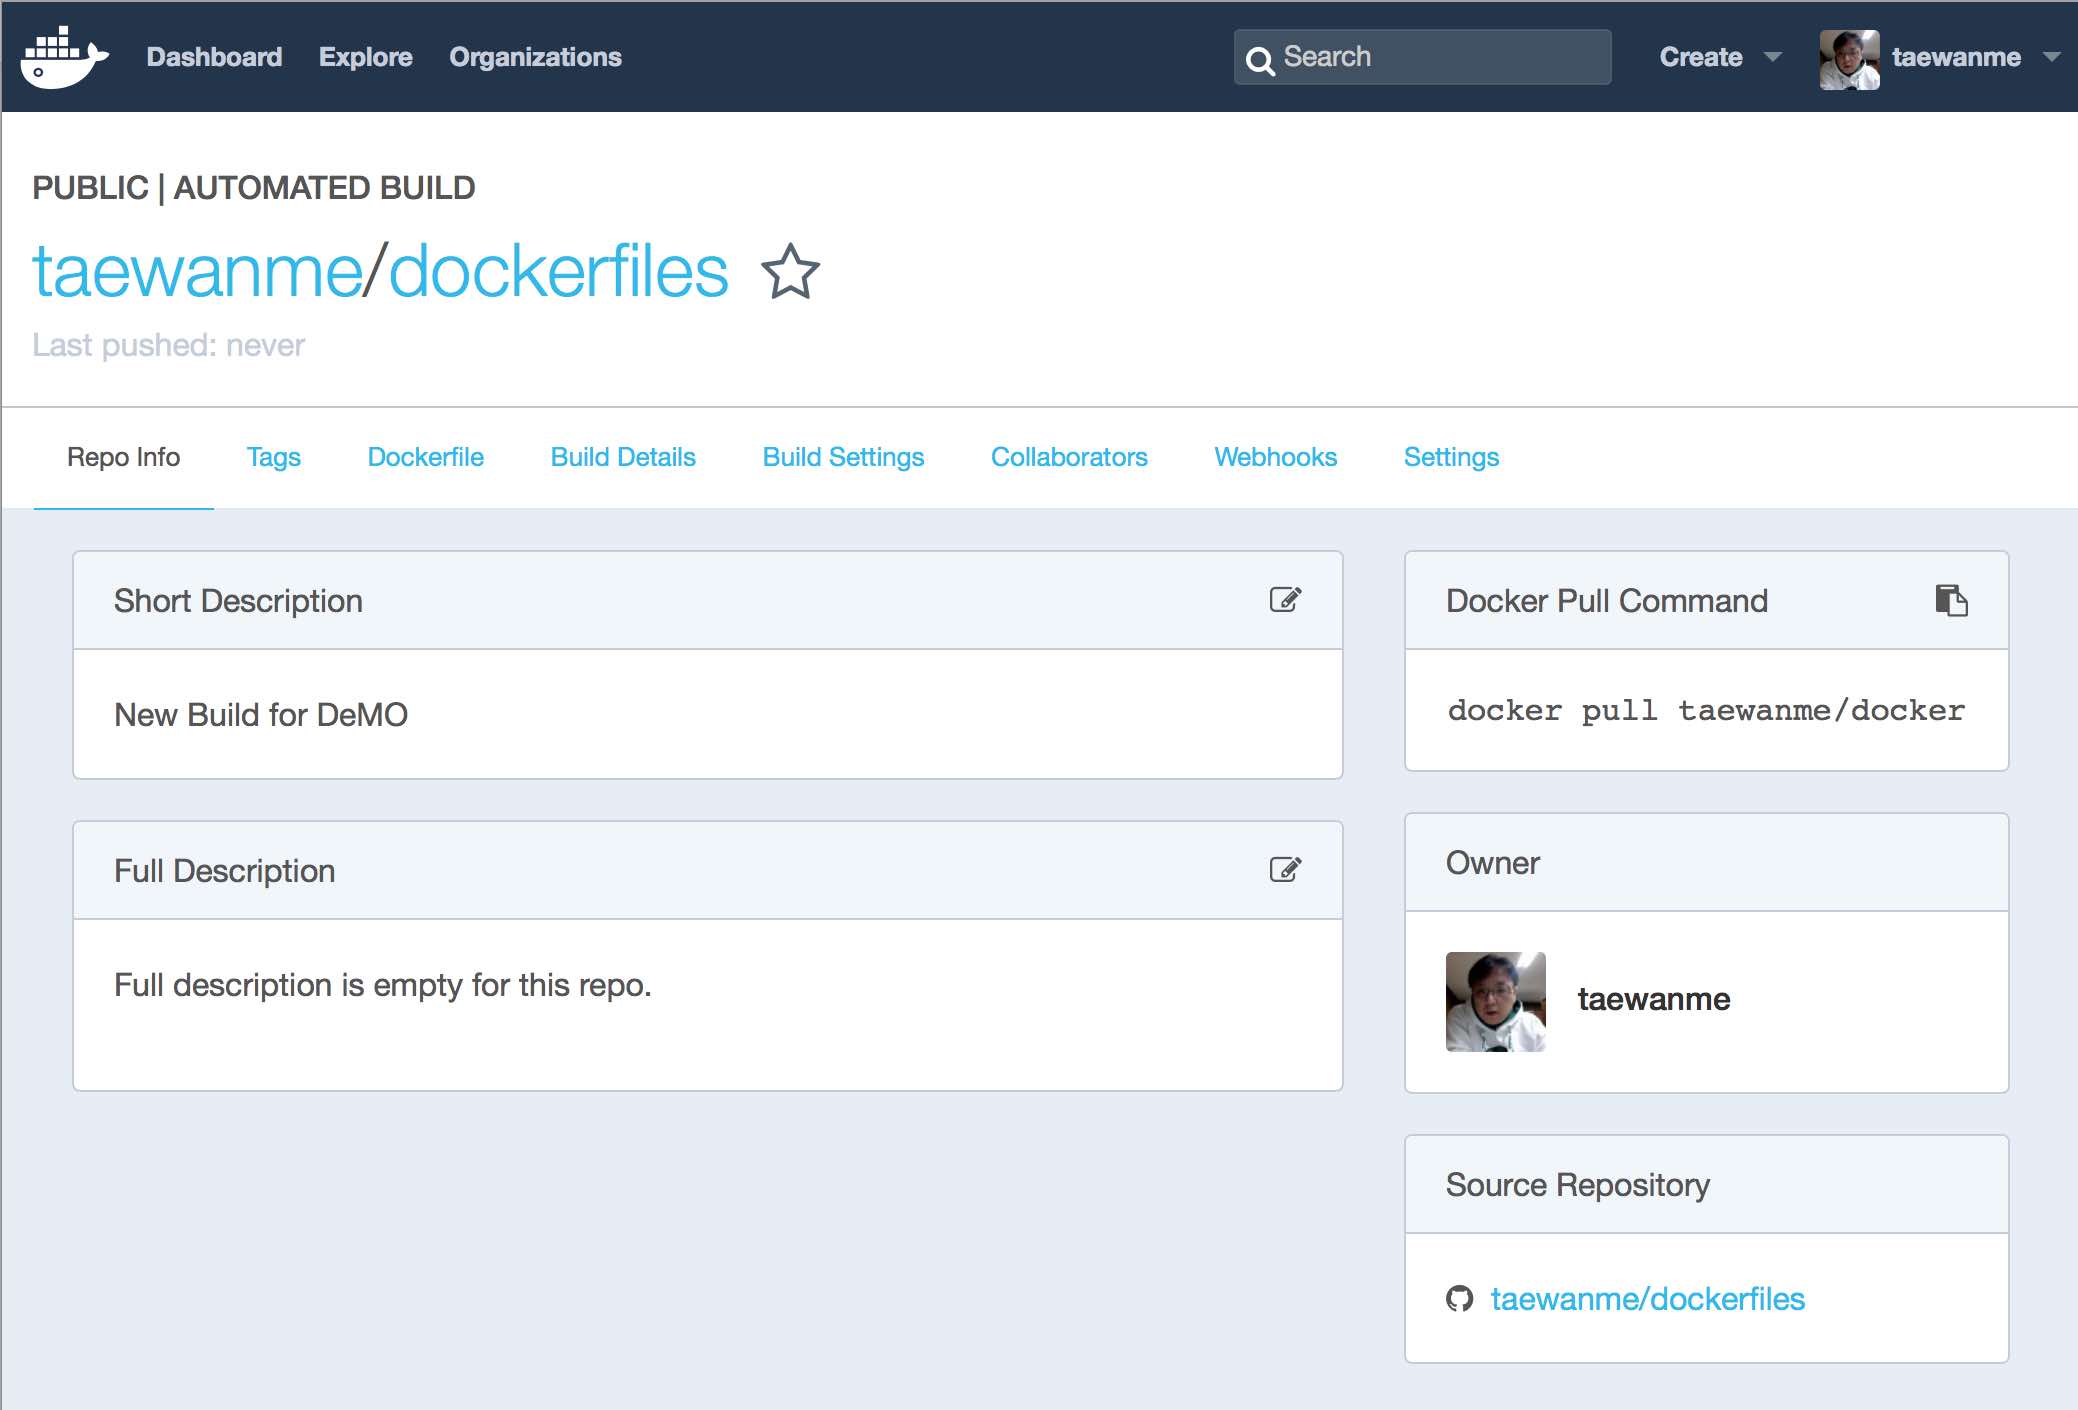 Dashboard Explore Organizations Search Create taewanme
PUBLIC | AUTOMATED BUILD
taewanme/dockerfiles
Last pushed: never
Repo Info Tags Dockerfile Build Details Build Settings Collaborators Webhooks Settings
Short Description
New Build for DeMO
Full Description
Full description is empty for this repo.
Docker Pull Command
docker pull taewanme/docker
Owner
taewanme
Source Repository
taewanme/dockerfiles